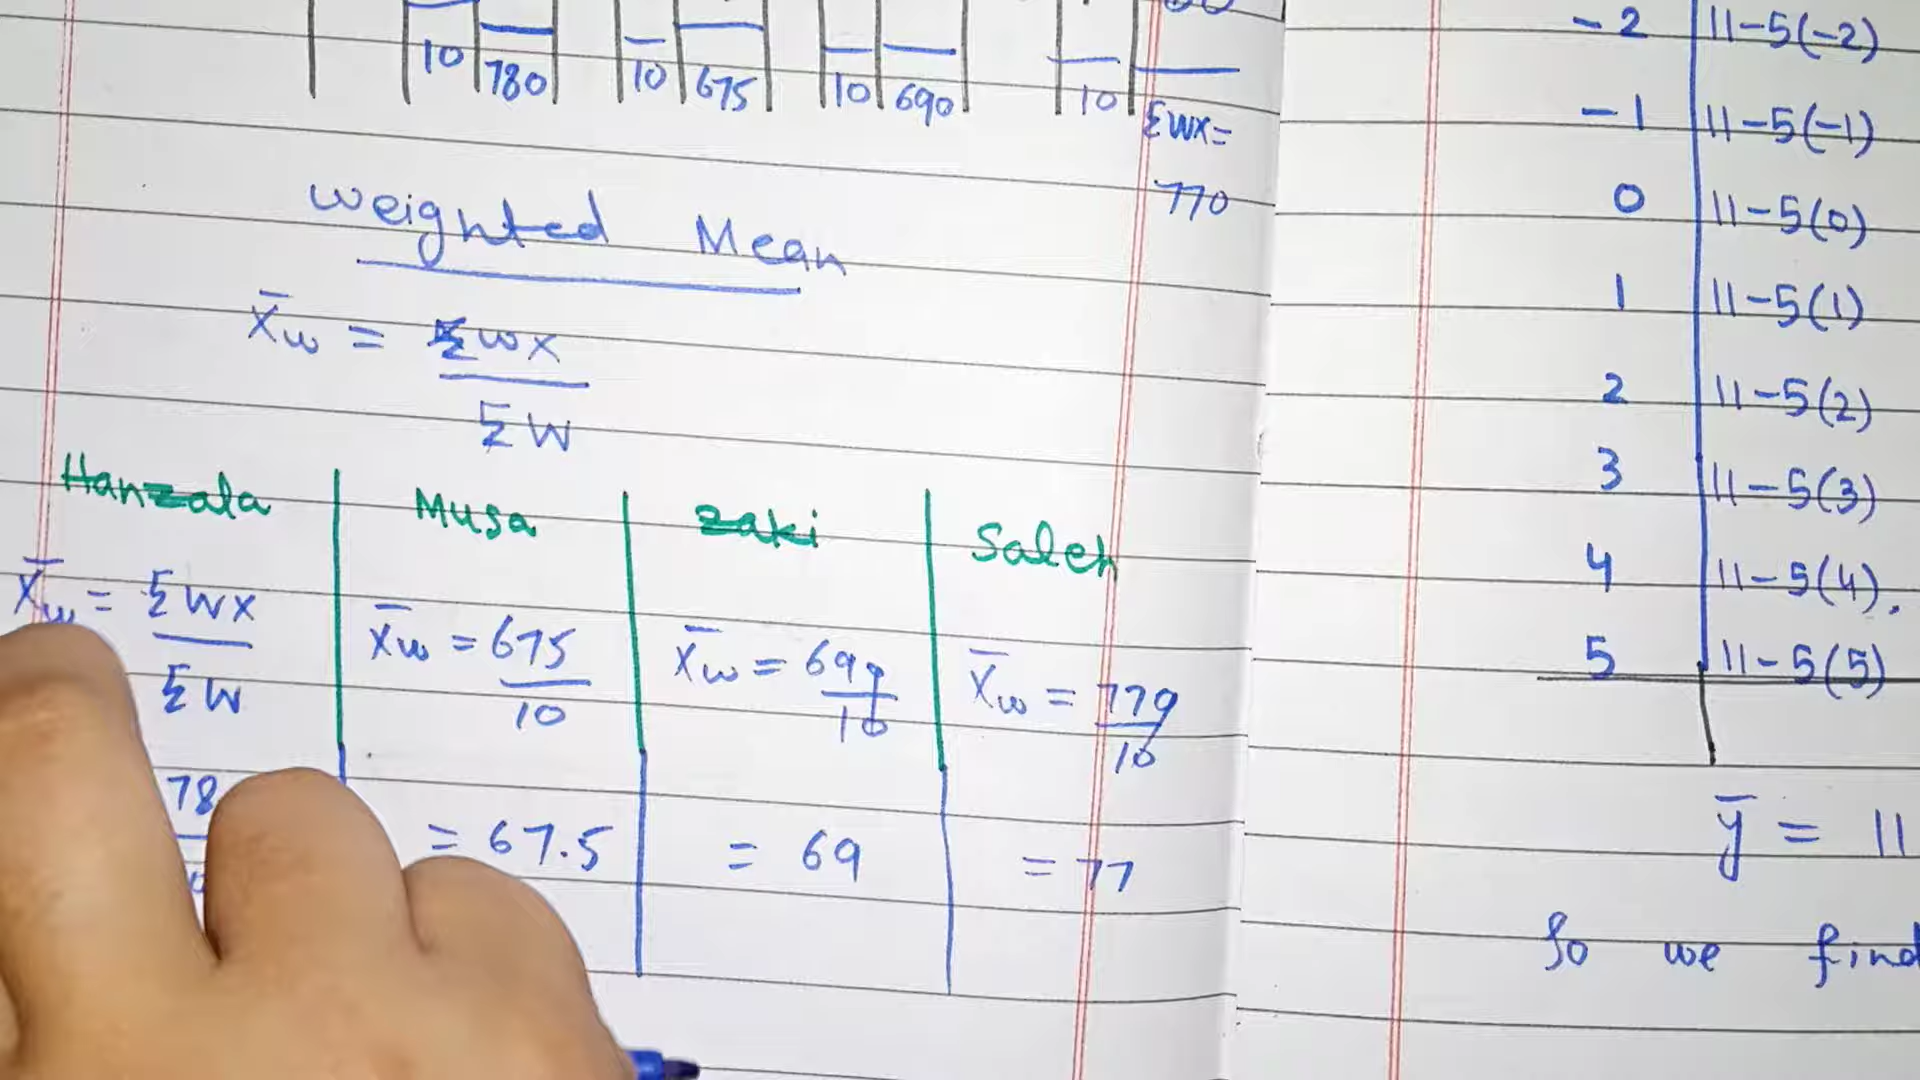 10 780 10 675 10 690 10
Σwx=
770
Weighted Mean
x̄w = Σwx
Σw
Hanzala Musa zaki Saleh
x̄w = Σwx x̄w = 675 x̄w = 690 x̄w = 770
Σw 10 10 10
78
= 67.5 = 69 = 77
-2 11-5(-2)
-1 11-5(-1)
0 11-5(0)
1 11-5(1)
2 11-5(2)
3 11-5(3)
4 11-5(4).
5 11-5(5)
ȳ = 11
So we find